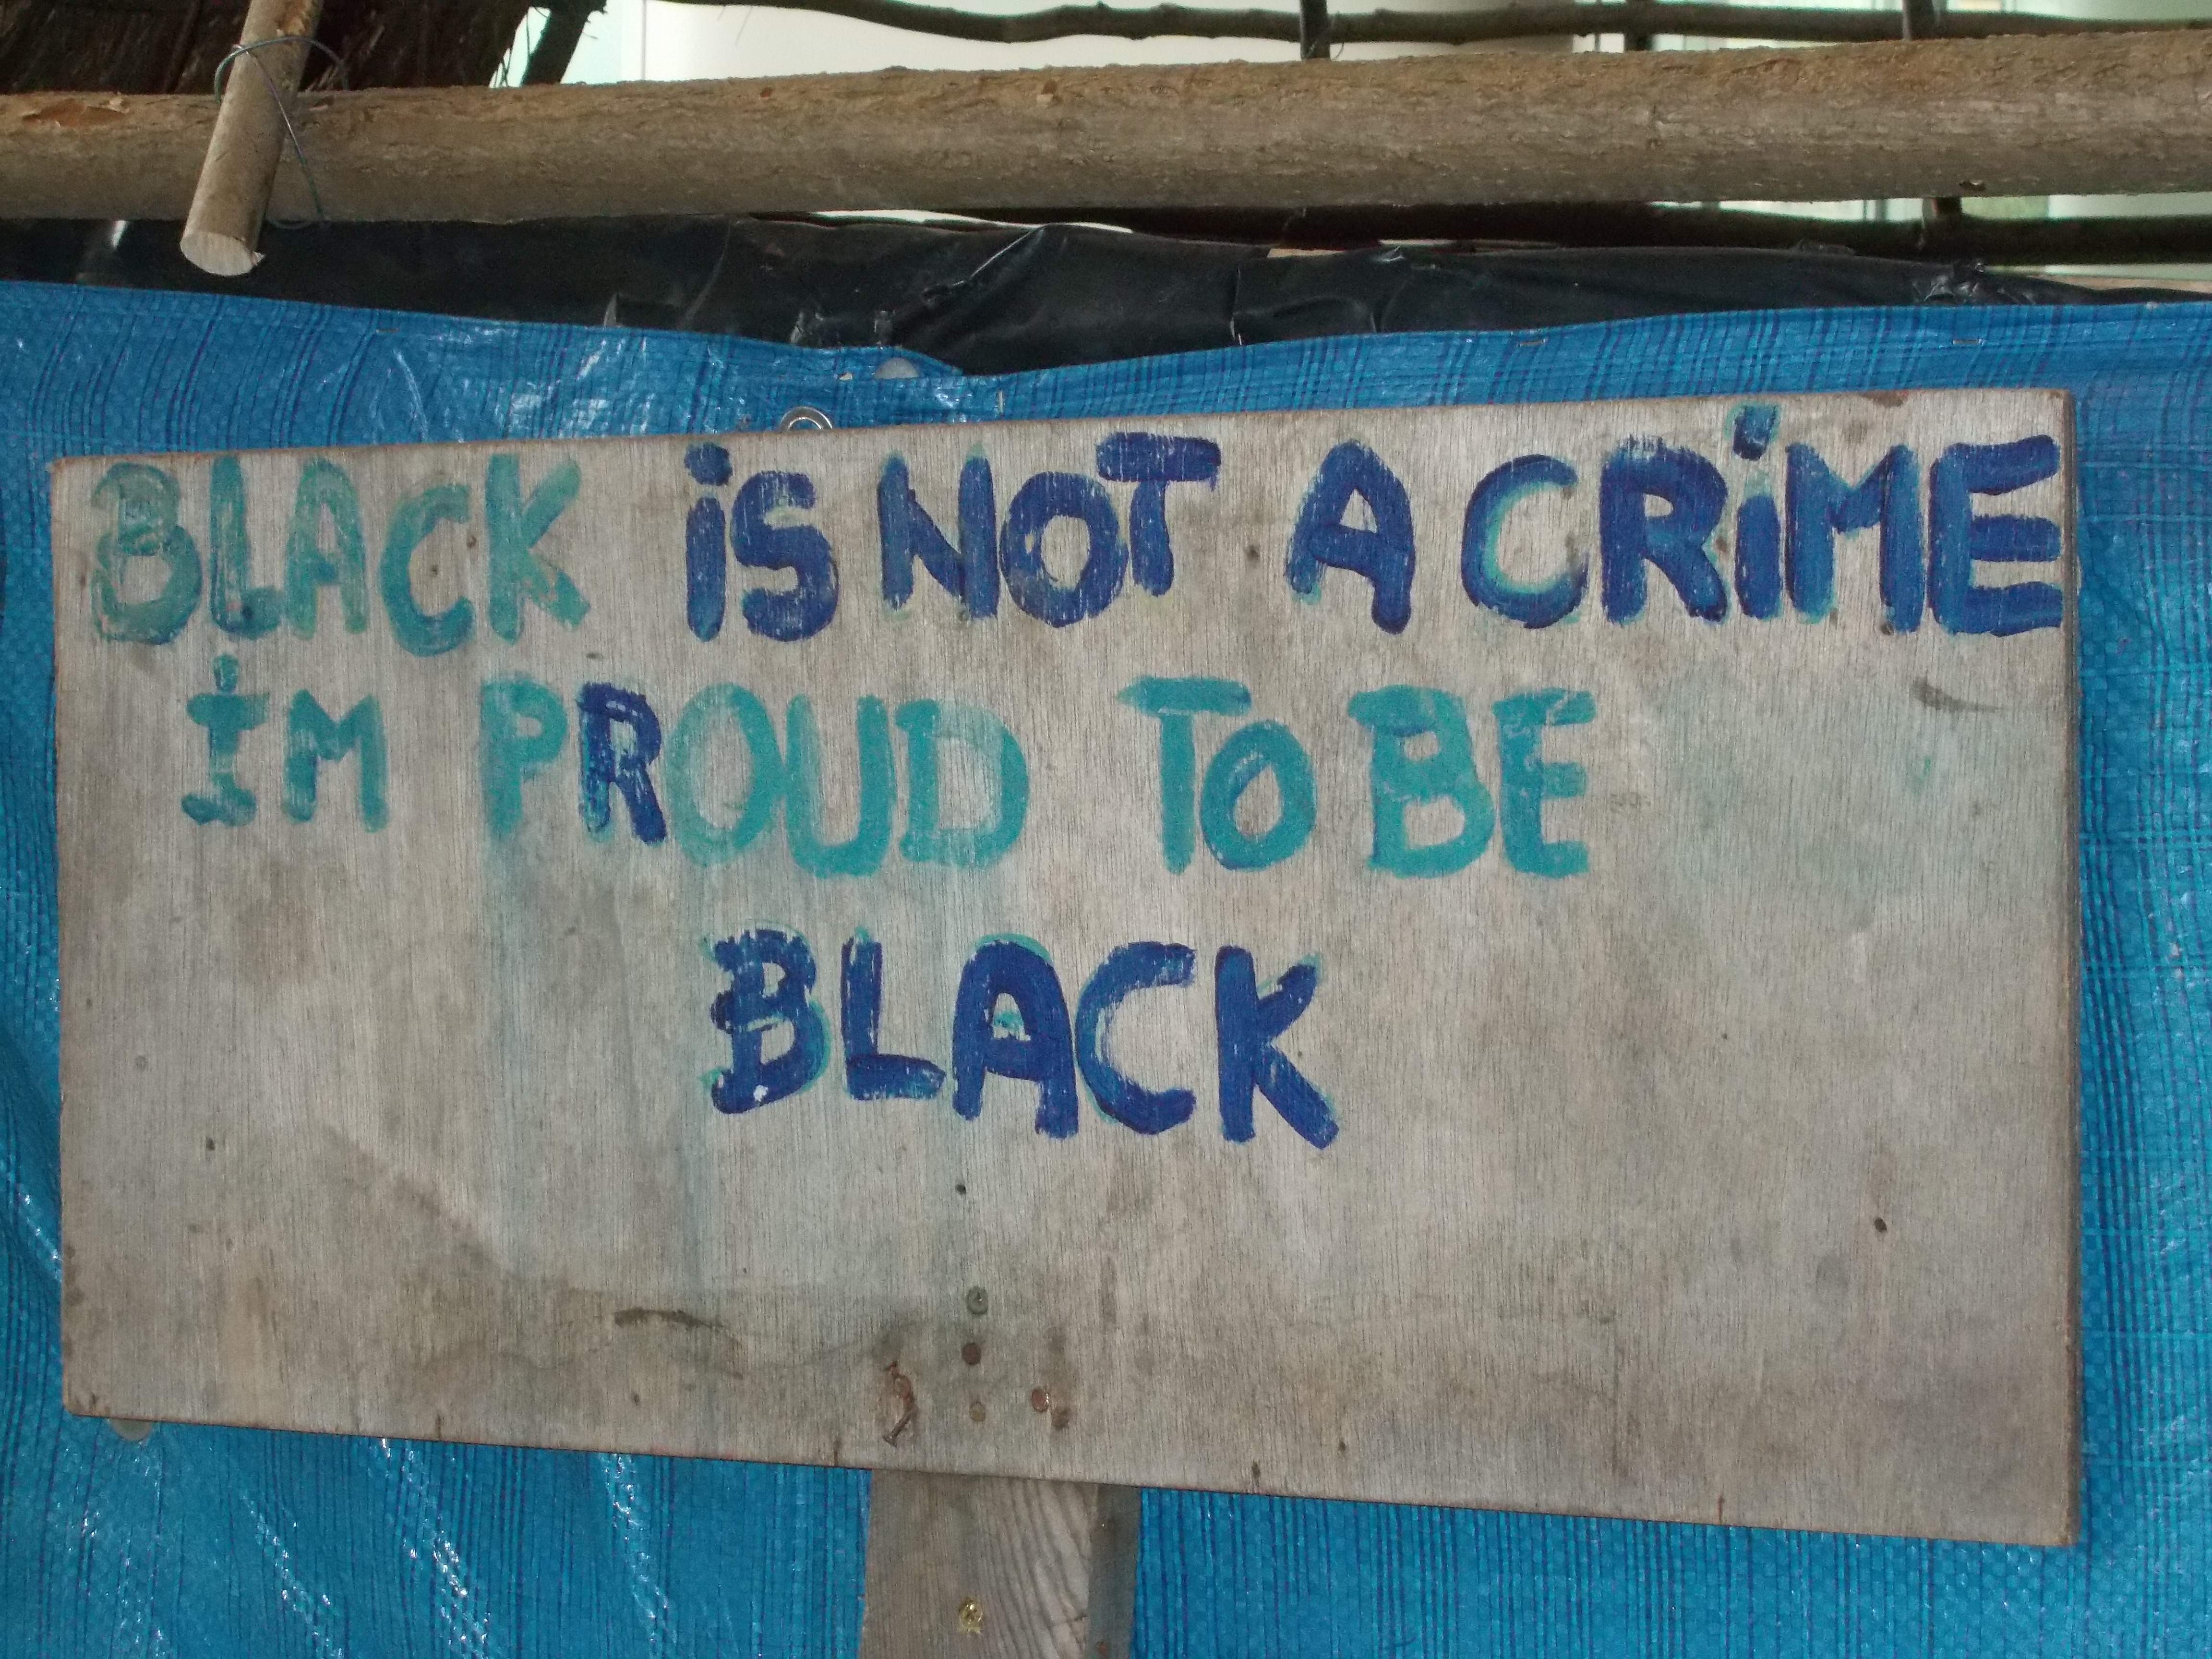 BLACK iS NOT A CRiME
iM PROUD TO BE
BLACK